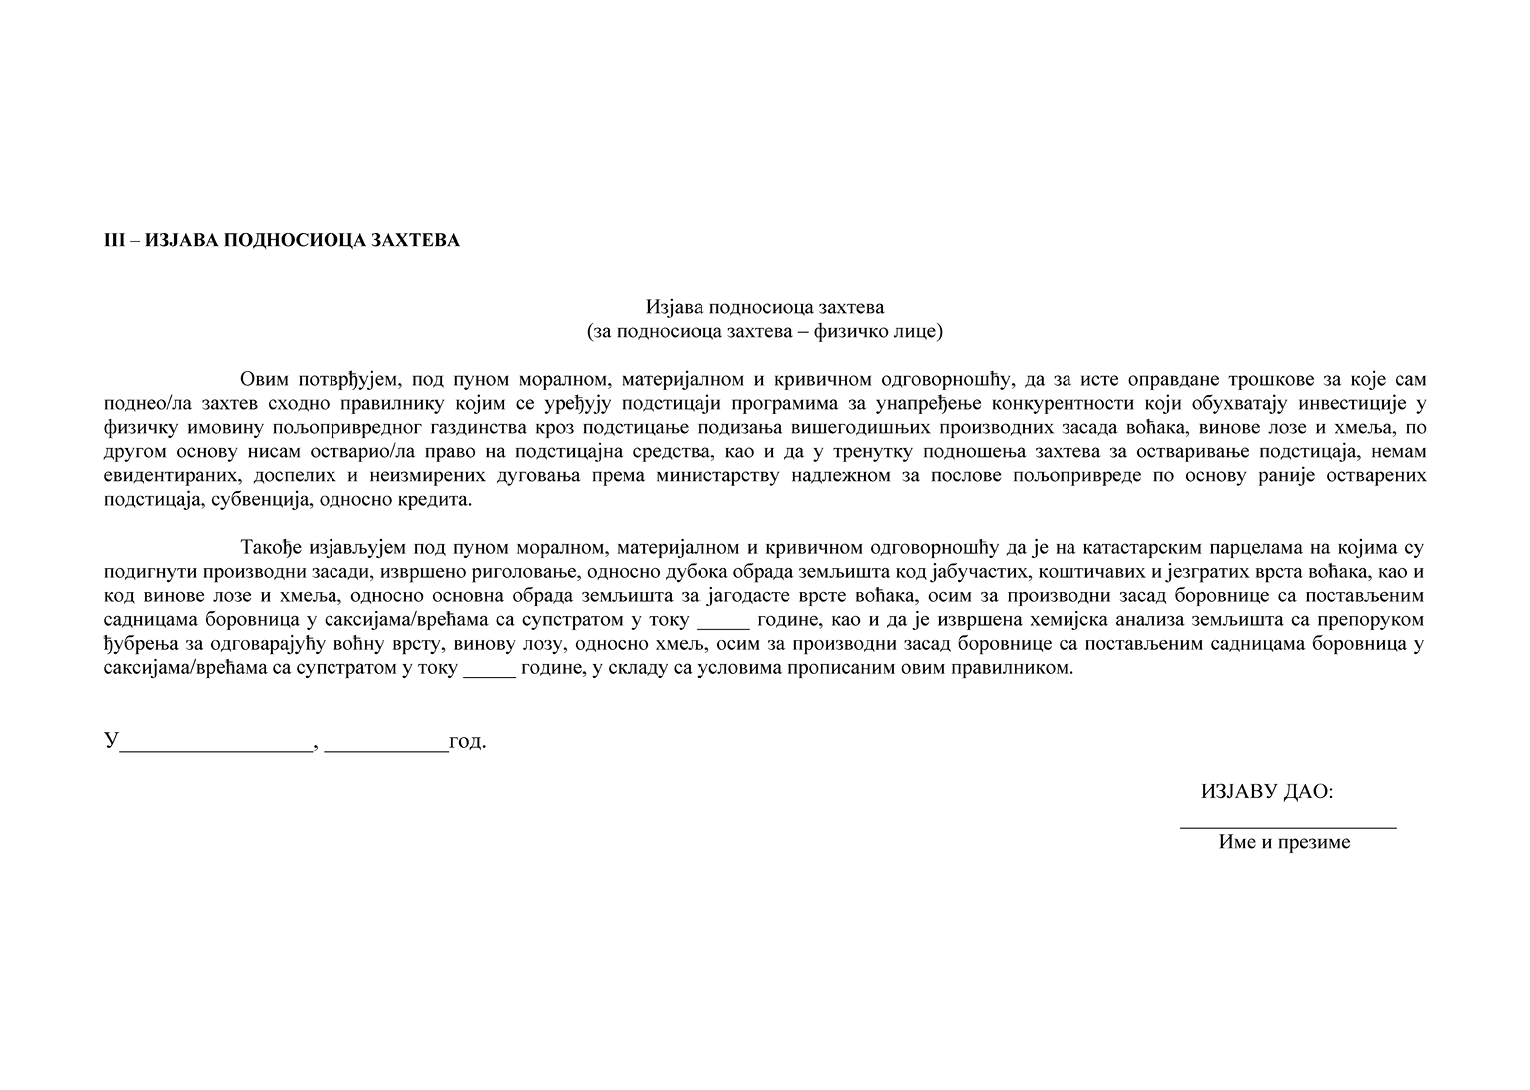 III – ИЗЈАВА ПОДНОСИОЦА ЗАХТЕВА
Изјава подносиоца захтева
(за подносиоца захтева – физичко лице)
Овим потврђујем, под пуном моралном, материјалном и кривичном одговорношћу, да за исте оправдане трошкове за које сам
поднео/ла захтев сходно правилнику којим се уређују подстицаји програмима за унапређење конкурентности који обухватају инвестиције у
физичку имовину пољопривредног газдинства кроз подстицање подизања вишегодишњих производних засада воћака, винове лозе и хмеља, по
другом основу нисам остварио/ла право на подстицајна средства, као и да у тренутку подношења захтева за остваривање подстицаја, немам
евидентираних, доспелих и неизмирених дуговања према министарству надлежном за послове пољопривреде по основу раније остварених
подстицаја, субвенција, односно кредита.
Такође изјављујем под пуном моралном, материјалном и кривичном одговорношћу да је на катастарским парцелама на којима су
подигнути производни засади, извршено риголовање, односно дубока обрада земљишта код јабучастих, коштичавих и језгратих врста воћака, као и
код винове лозе и хмеља, односно основна обрада земљишта за јагодасте врсте воћака, осим за производни засад боровнице са постављеним
садницама боровница у саксијама/врећама са супстратом у току _____ године, као и да је извршена хемијска анализа земљишта са препоруком
ђубрења за одговарајућу воћну врсту, винову лозу, односно хмељ, осим за производни засад боровнице са постављеним садницама боровница у
саксијама/врећама са супстратом у току _____ године, у складу са условима прописаним овим правилником.
У_________________, ___________год.
ИЗЈАВУ ДАО:
____________________
Име и презиме